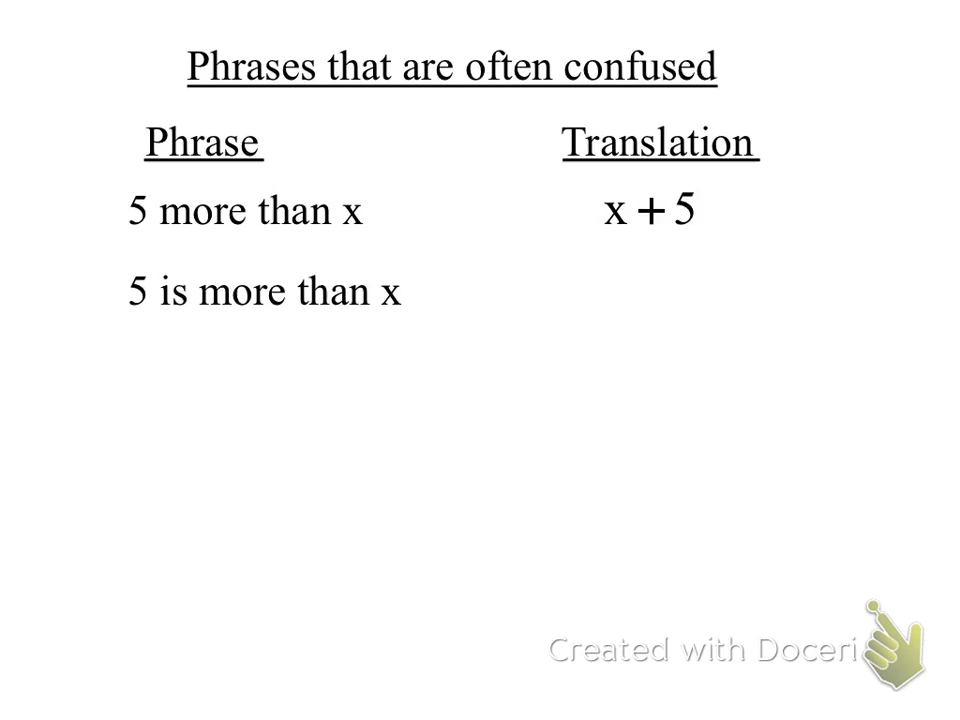 Phrases that are often confused
Phrase Translation
5 more than x x + 5
5 is more than x
Created with Doceri